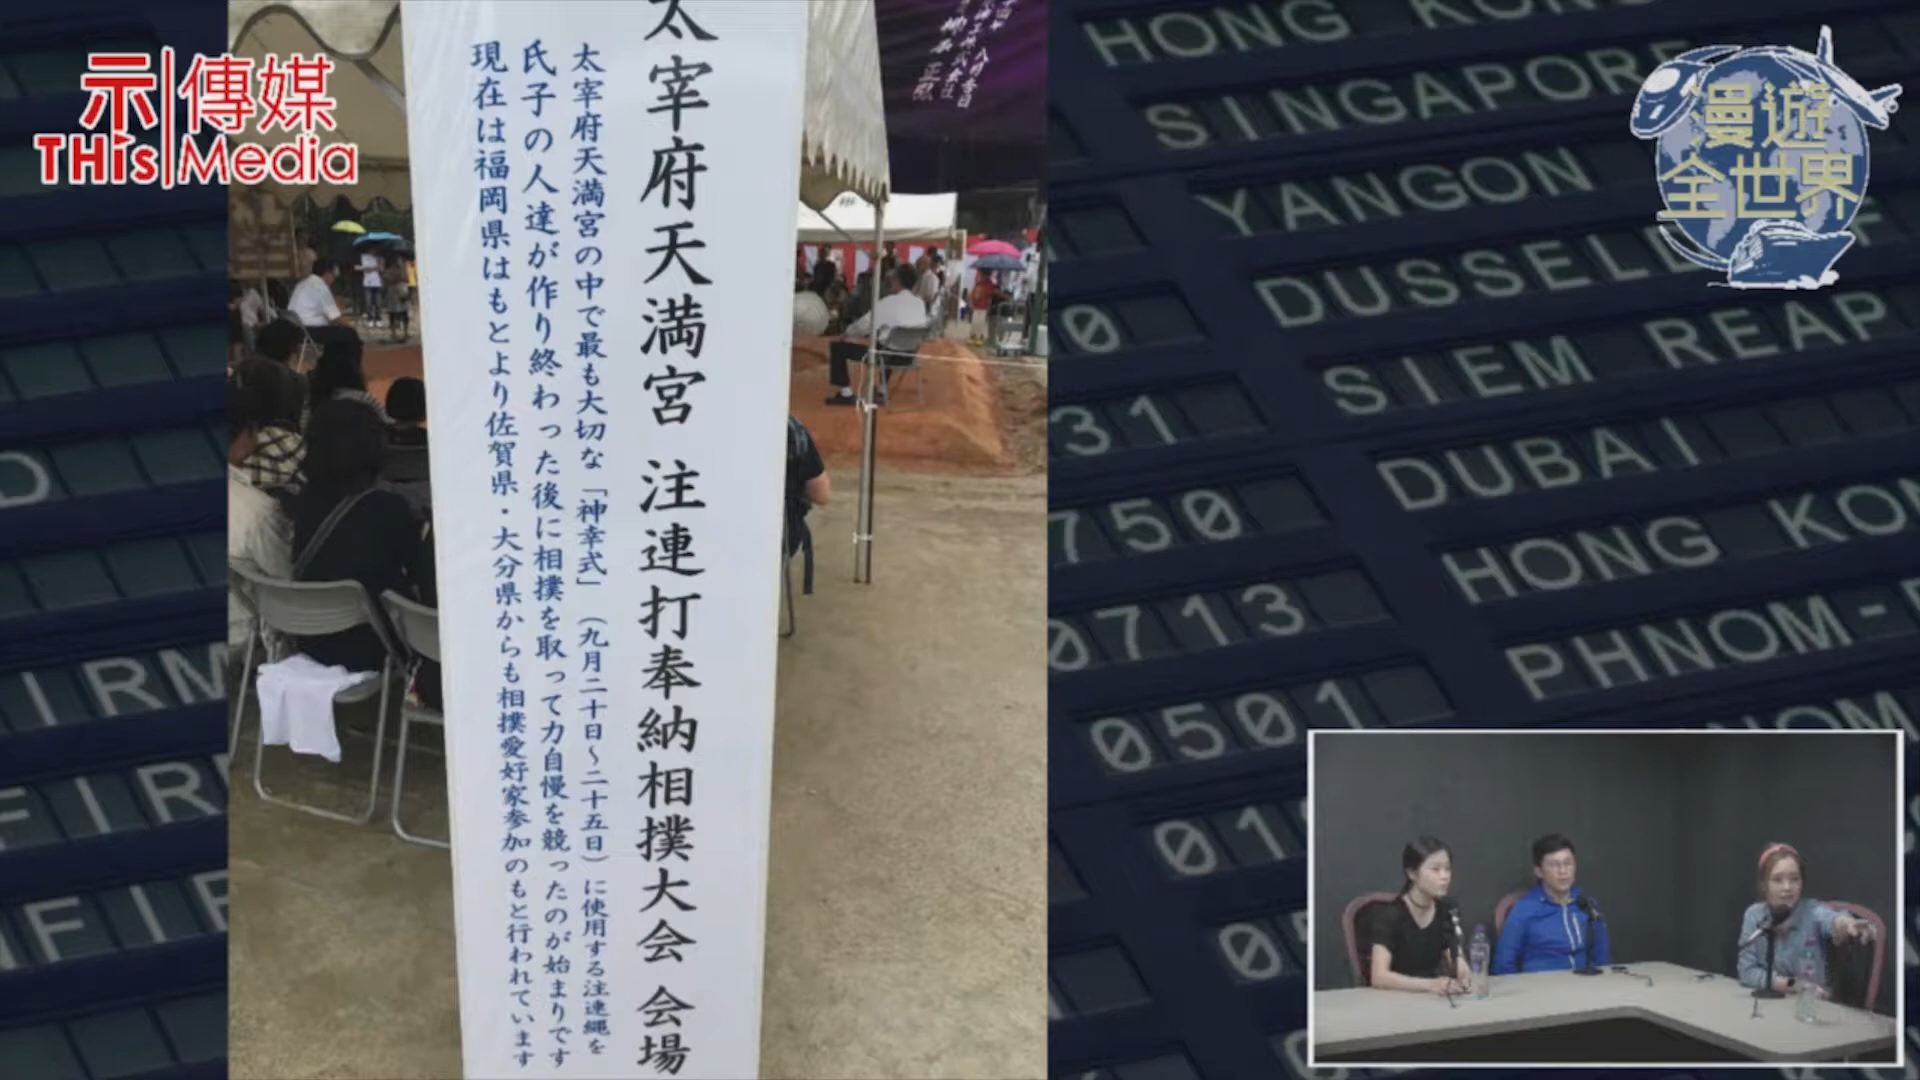 示傳媒
THis Media
漫遊
全世界
太宰府天満宮 注連打奉納相撲大会 会場
太宰府天満宮の中で最も大切な「神幸式」(九月二十日〜二十五日)に使用する注連縄を
氏子の人達が作り終わった後に相撲を取って力自慢を競ったのが始まりです
現在は福岡県はもとより佐賀県・大分県からも相撲愛好家参加のもと行われています
HONG KONG
SINGAPORE
YANGON
DUSSEL
0
SIEM REAP
31
DUBAI
750
HONG KO
0713
PHNOM-
0501
NOM
01
0
D
IRM
FIR
FIR